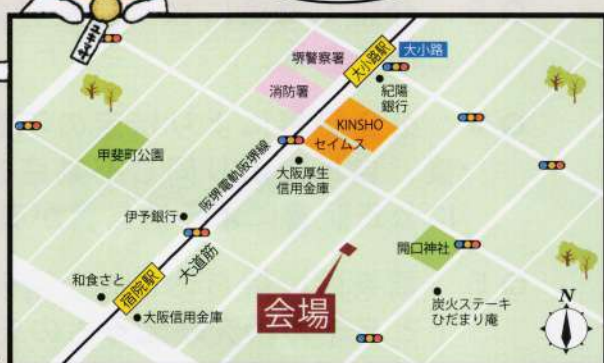 堺警察署
大小路駅
大小路
消防署
紀陽
銀行
KINSHO
セイムス
甲斐町公園
阪堺電軌阪堺線
大阪厚生
信用金庫
伊予銀行
大道筋
開口神社
和食さと
宿院駅
会場
炭火ステーキ
ひだまり庵
大阪信用金庫
N